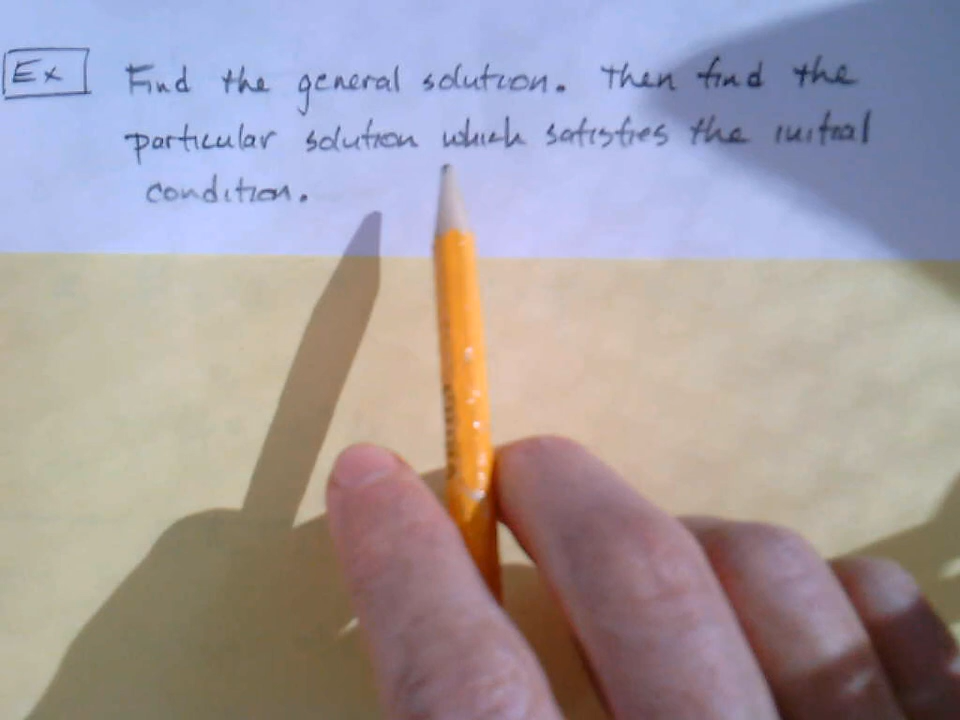 Ex Find the general solution. Then find the
particular solution which satisfies the initial
condition.